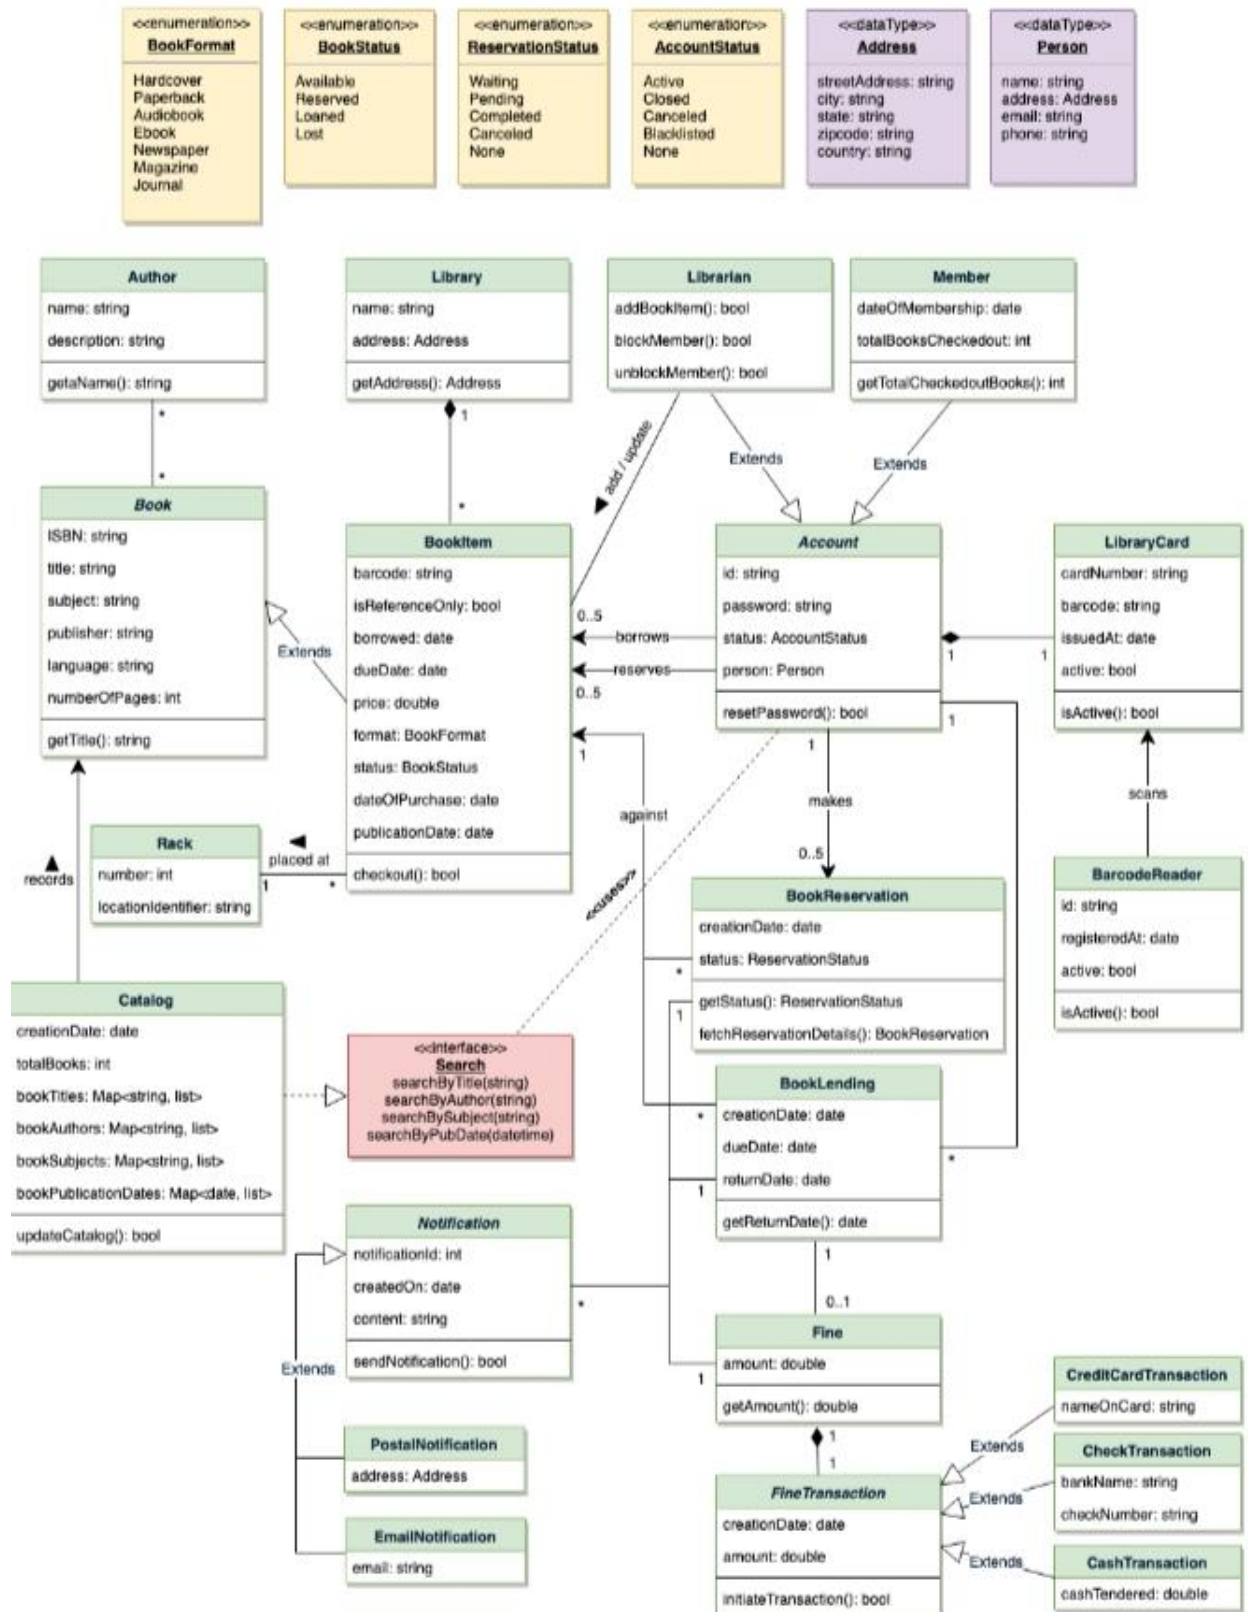 <<enumeration>>
BookFormat
Hardcover
Paperback
Audiobook
Ebook
Newspaper
Magazine
Journal
<<enumeration>>
BookStatus
Available
Reserved
Loaned
Lost
<<enumeration>>
ReservationStatus
Waiting
Pending
Completed
Canceled
None
<<enumeration>>
AccountStatus
Active
Closed
Canceled
Blacklisted
None
<<dataType>>
Address
streetAddress: string
city: string
state: string
zipcode: string
country: string
<<dataType>>
Person
name: string
address: Address
email: string
phone: string
Author
name: string
description: string
getaName(): string
*
*
Library
name: string
address: Address
getAddress(): Address
1
*
Librarian
addBookItem(): bool
blockMember(): bool
unblockMember(): bool
add / update
Extends
Member
dateOfMembership: date
totalBooksCheckedout: int
getTotalCheckedoutBooks(): int
Extends
Book
ISBN: string
title: string
subject: string
publisher: string
language: string
numberOfPages: int
getTitle(): string
Extends
BookItem
barcode: string
isReferenceOnly: bool
borrowed: date
dueDate: date
price: double
format: BookFormat
status: BookStatus
dateOfPurchase: date
publicationDate: date
checkout(): bool
0..5
borrows
reserves
0..5
1
against
Account
id: string
password: string
status: AccountStatus
person: Person
resetPassword(): bool
1
1
1
1
LibraryCard
cardNumber: string
barcode: string
issuedAt: date
active: bool
isActive(): bool
scans
makes
0..5
<<uses>>
Rack
number: int
locationIdentifier: string
placed at
1
*
records
BarcodeReader
id: string
registeredAt: date
active: bool
isActive(): bool
BookReservation
creationDate: date
status: ReservationStatus
getStatus(): ReservationStatus
fetchReservationDetails(): BookReservation
*
1
Catalog
creationDate: date
totalBooks: int
bookTitles: Map<string, list>
bookAuthors: Map<string, list>
bookSubjects: Map<string, list>
bookPublicationDates: Map<date, list>
updateCatalog(): bool
<<interface>>
Search
searchByTitle(string)
searchByAuthor(string)
searchBySubject(string)
searchByPubDate(datetime)
BookLending
creationDate: date
dueDate: date
returnDate: date
getReturnDate(): date
*
*
1
1
0..1
Notification
notificationId: int
createdOn: date
content: string
sendNotification(): bool
*
Extends
Fine
amount: double
getAmount(): double
1
1
1
PostalNotification
address: Address
EmailNotification
email: string
FineTransaction
creationDate: date
amount: double
initiateTransaction(): bool
Extends
Extends
Extends
CreditCardTransaction
nameOnCard: string
CheckTransaction
bankName: string
checkNumber: string
CashTransaction
cashTendered: double